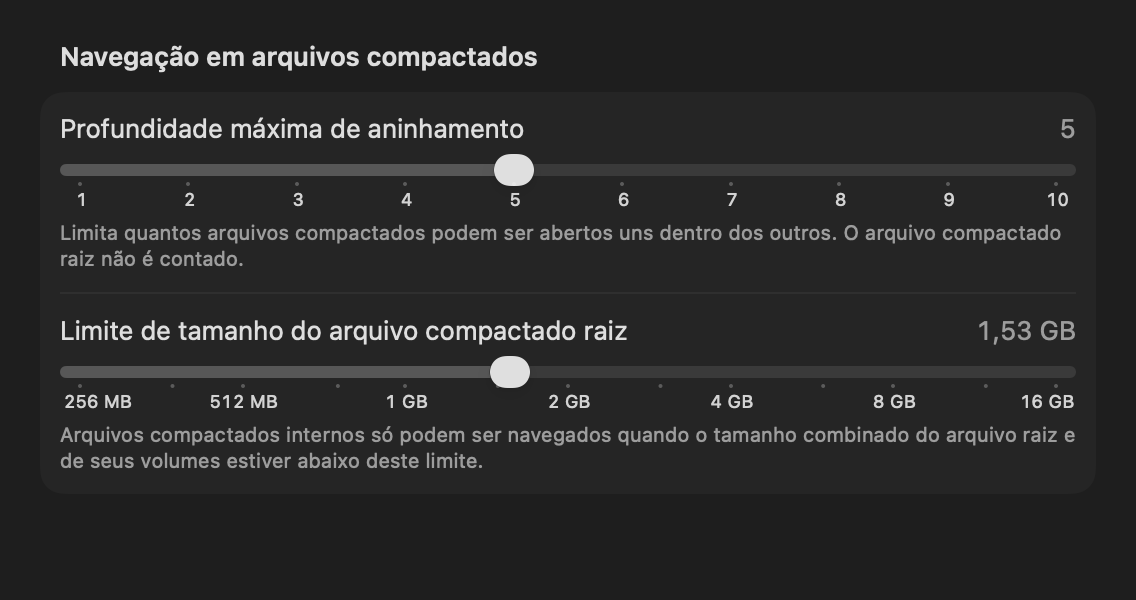 Navegação em arquivos compactados
Profundidade máxima de aninhamento 5
1 2 3 4 5 6 7 8 9 10
Limita quantos arquivos compactados podem ser abertos uns dentro dos outros. O arquivo compactado
raiz não é contado.
Limite de tamanho do arquivo compactado raiz 1,53 GB
256 MB 512 MB 1 GB 2 GB 4 GB 8 GB 16 GB
Arquivos compactados internos só podem ser navegados quando o tamanho combinado do arquivo raiz e
de seus volumes estiver abaixo deste limite.